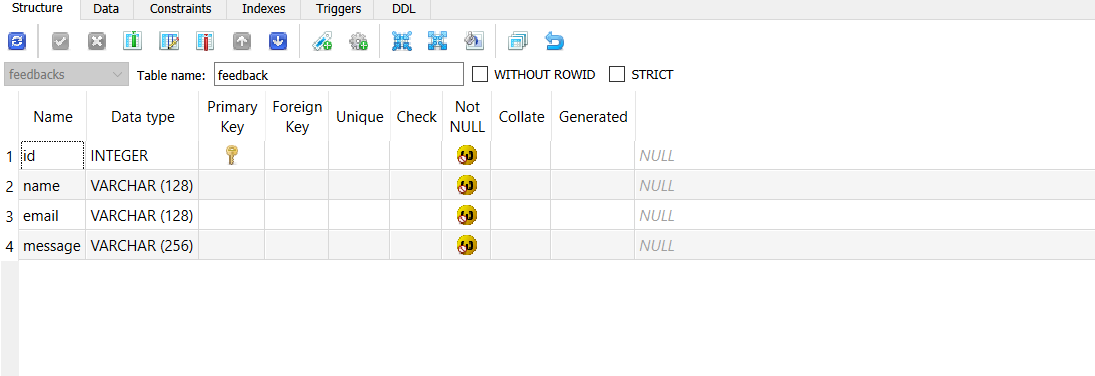 Structure Data Constraints Indexes Triggers DDL
feedbacks Table name: feedback WITHOUT ROWID STRICT
Name Data type Primary Key Foreign Key Unique Check Not NULL Collate Generated
1 id INTEGER NULL
2 name VARCHAR (128) NULL
3 email VARCHAR (128) NULL
4 message VARCHAR (256) NULL